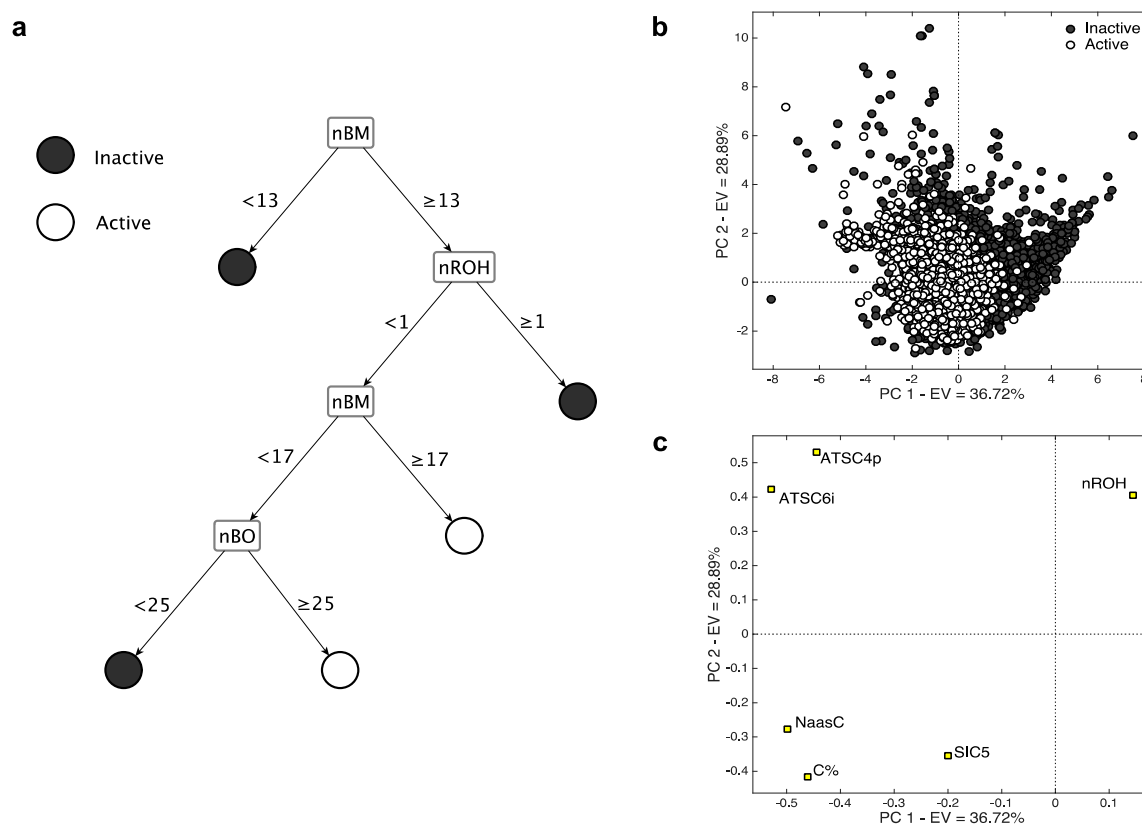 a
Inactive
Active
nBM
<13
≥13
nROH
<1
≥1
nBM
<17
≥17
nBO
<25
≥25
b
Inactive
Active
PC 2 - EV = 28.89%
10
8
6
4
2
0
-2
-8
-6
-4
-2
0
2
4
6
8
PC 1 - EV = 36.72%
c
PC 2 - EV = 28.89%
0.5
0.4
0.3
0.2
0.1
0
-0.1
-0.2
-0.3
-0.4
ATSC4p
ATSC6i
nROH
NaasC
SIC5
C%
-0.5
-0.4
-0.3
-0.2
-0.1
0
0.1
PC 1 - EV = 36.72%